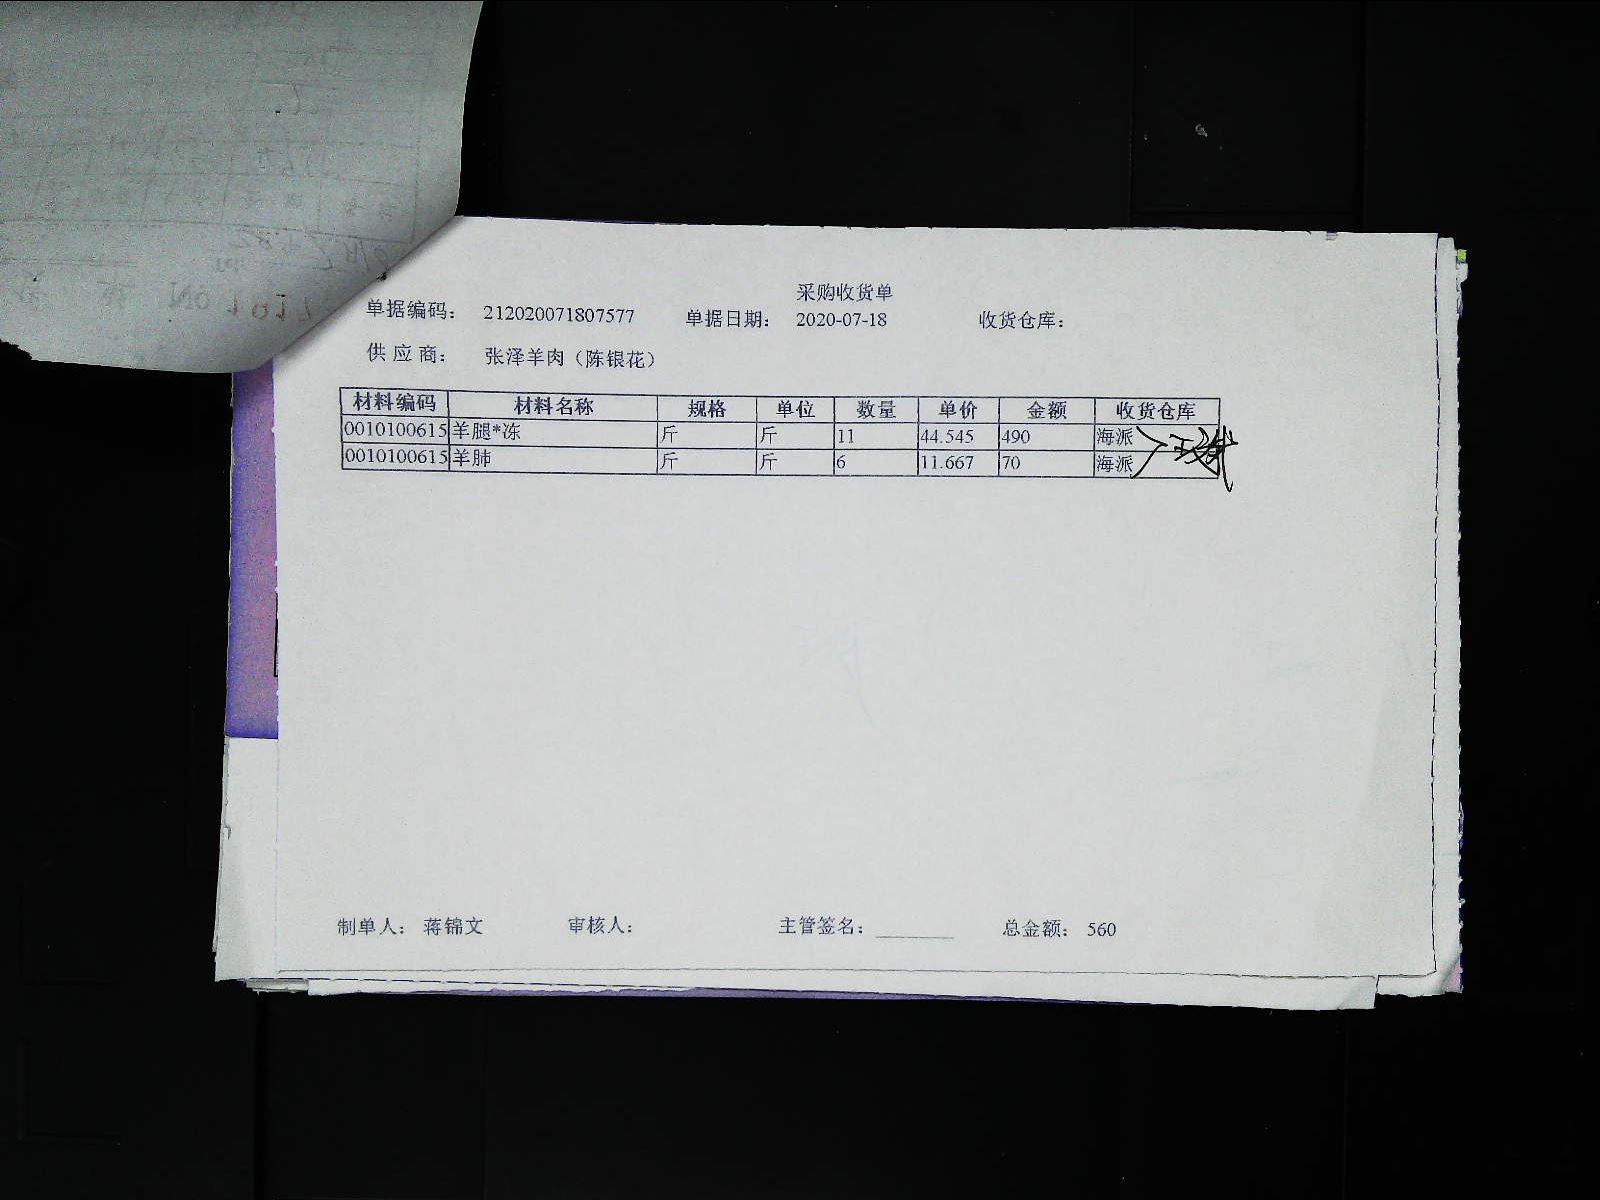 采购收货单
单据编码： 212020071807577 单据日期： 2020-07-18 收货仓库：
供应商： 张泽羊肉（陈银花）
材料编码 材料名称 规格 单位 数量 单价 金额 收货仓库
0010100615 羊腿*冻 斤 斤 11 44.545 490 海派
0010100615 羊肺 斤 斤 6 11.667 70 海派
制单人： 蒋锦文 审核人： 主管签名： 总金额： 560